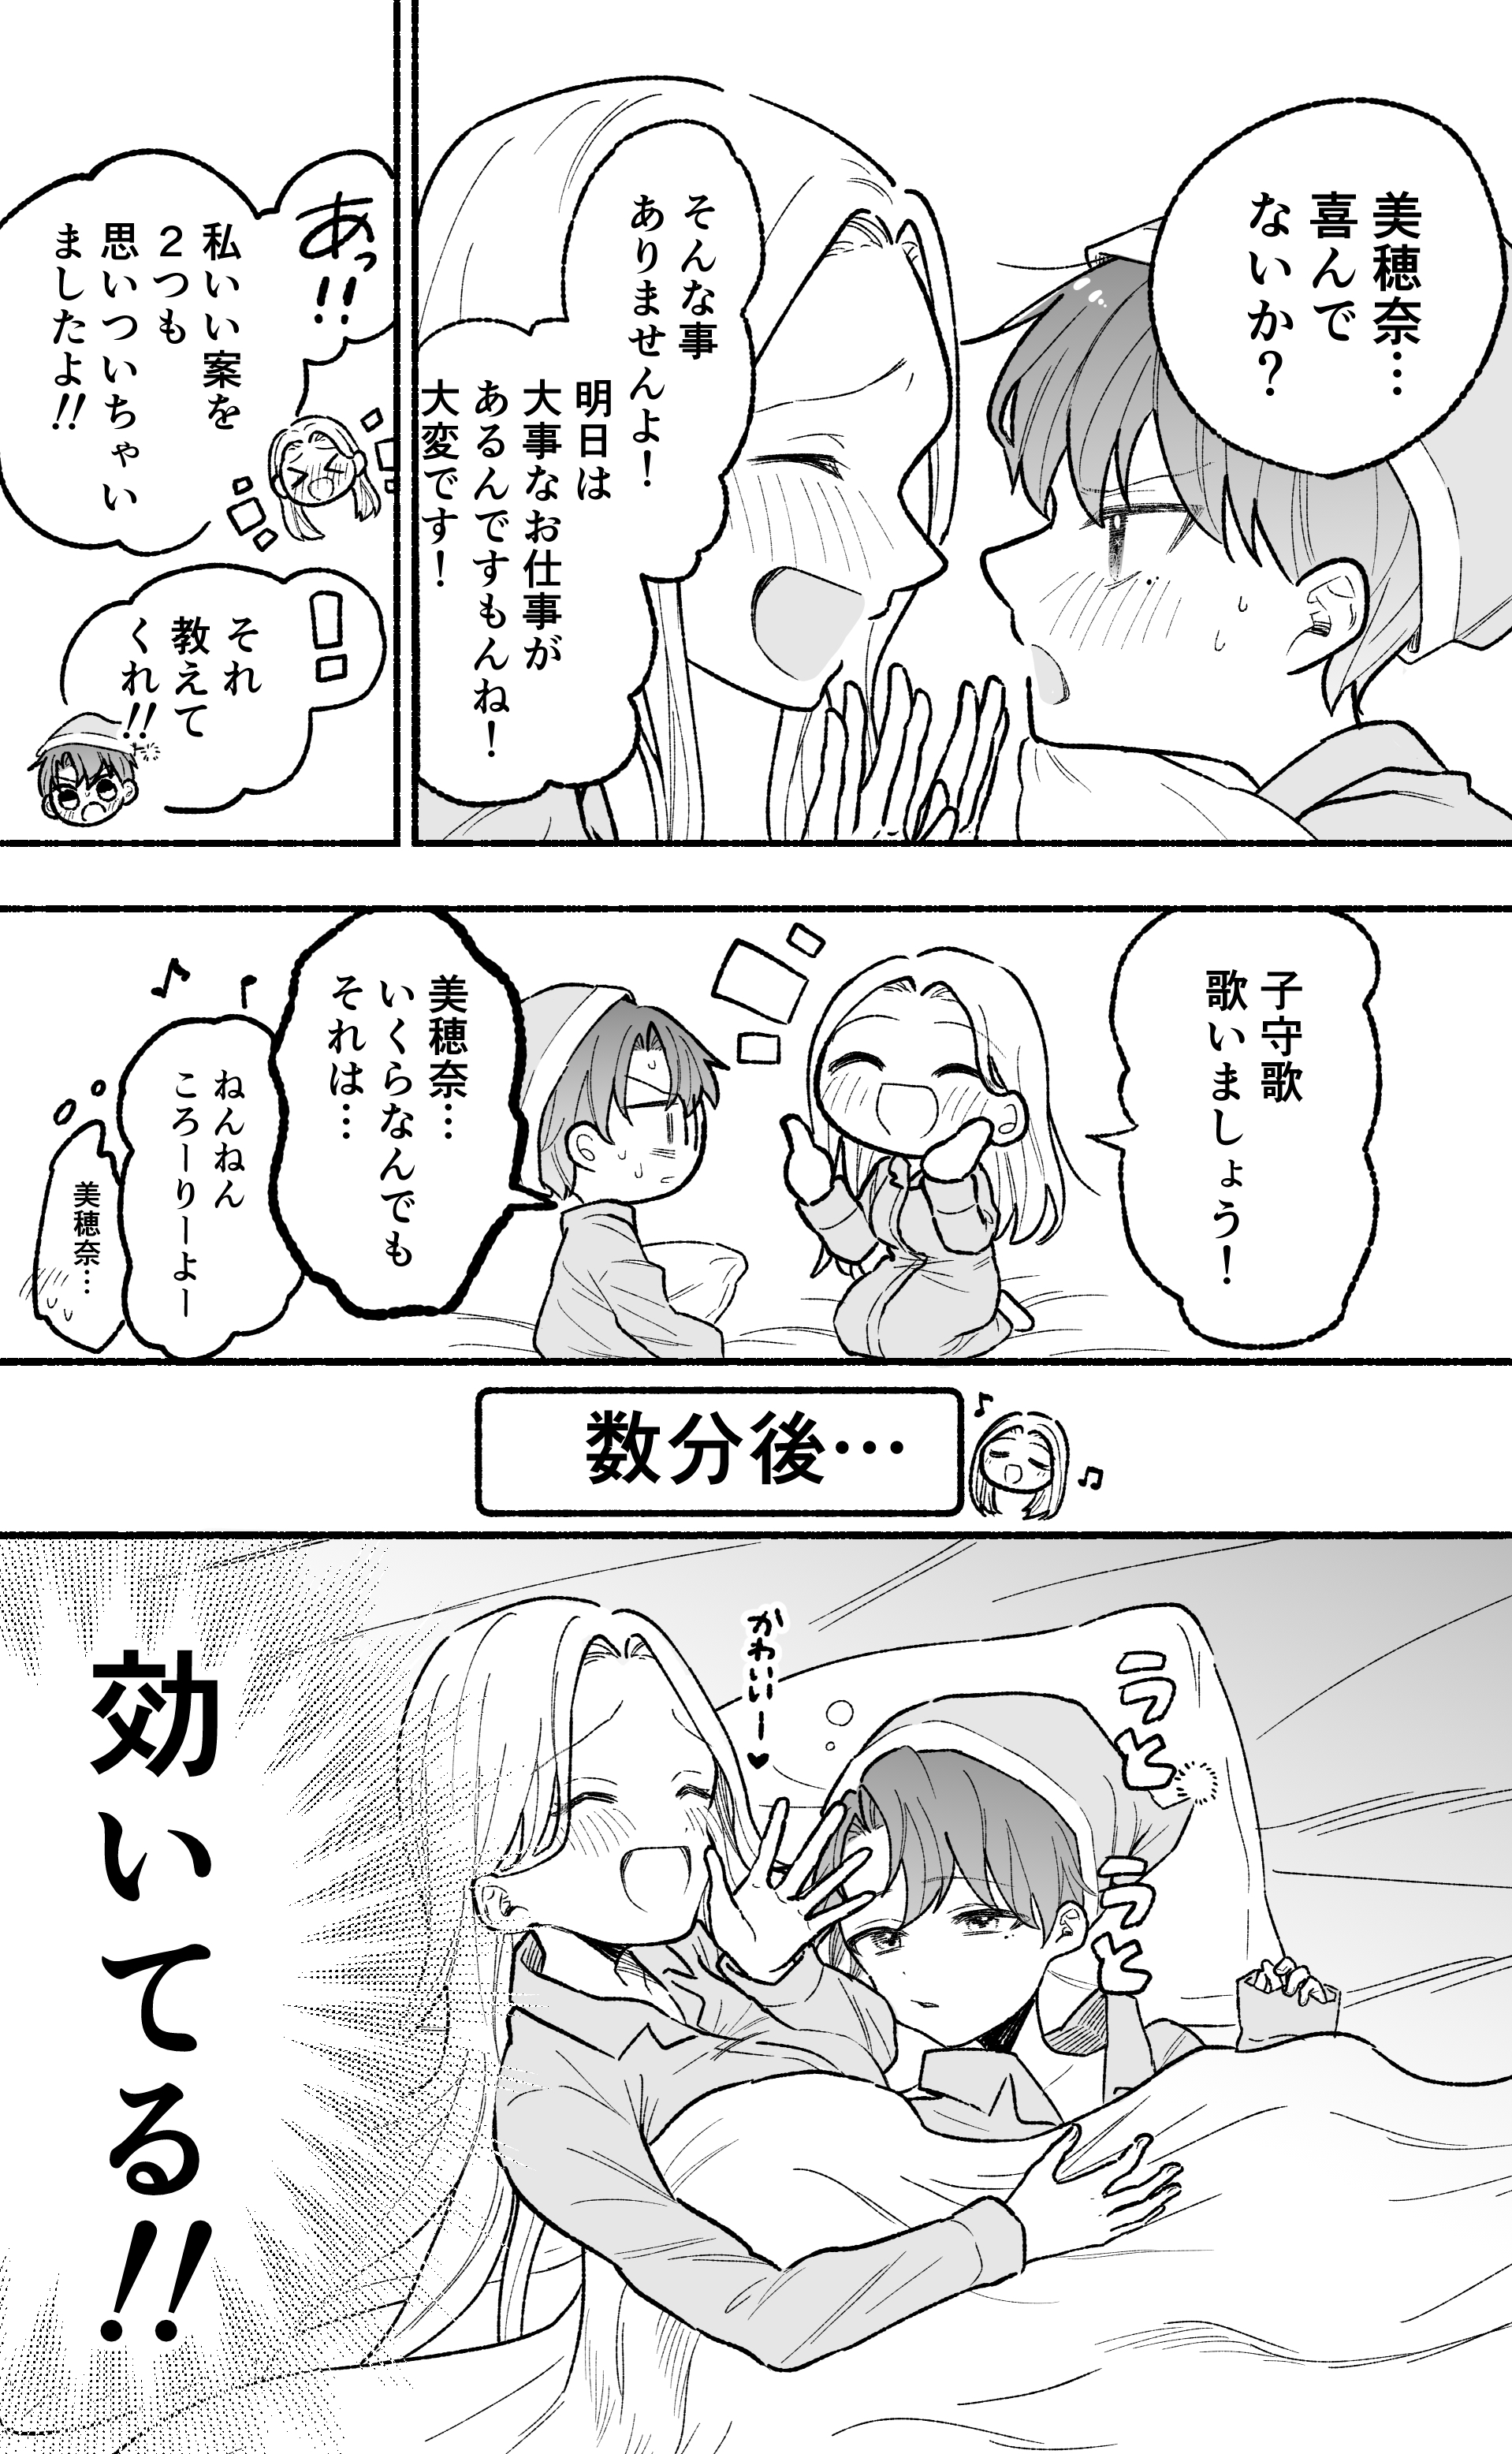 美穂奈…
喜んで
ないか？
そんな事
ありませんよ！
明日は
大事なお仕事が
あるんですもんね！
大変です！
あっ!!
私いい案を
２つも
思いついちゃい
ましたよ!!
！
それ
教えて
くれ!!
子守歌
歌いましょう！
美穂奈…
いくらなんでも
それは…
ねんねん
ころーりーよー
美穂奈…
数分後…
かわいいー♥
ウト
ウト
効いてる!!